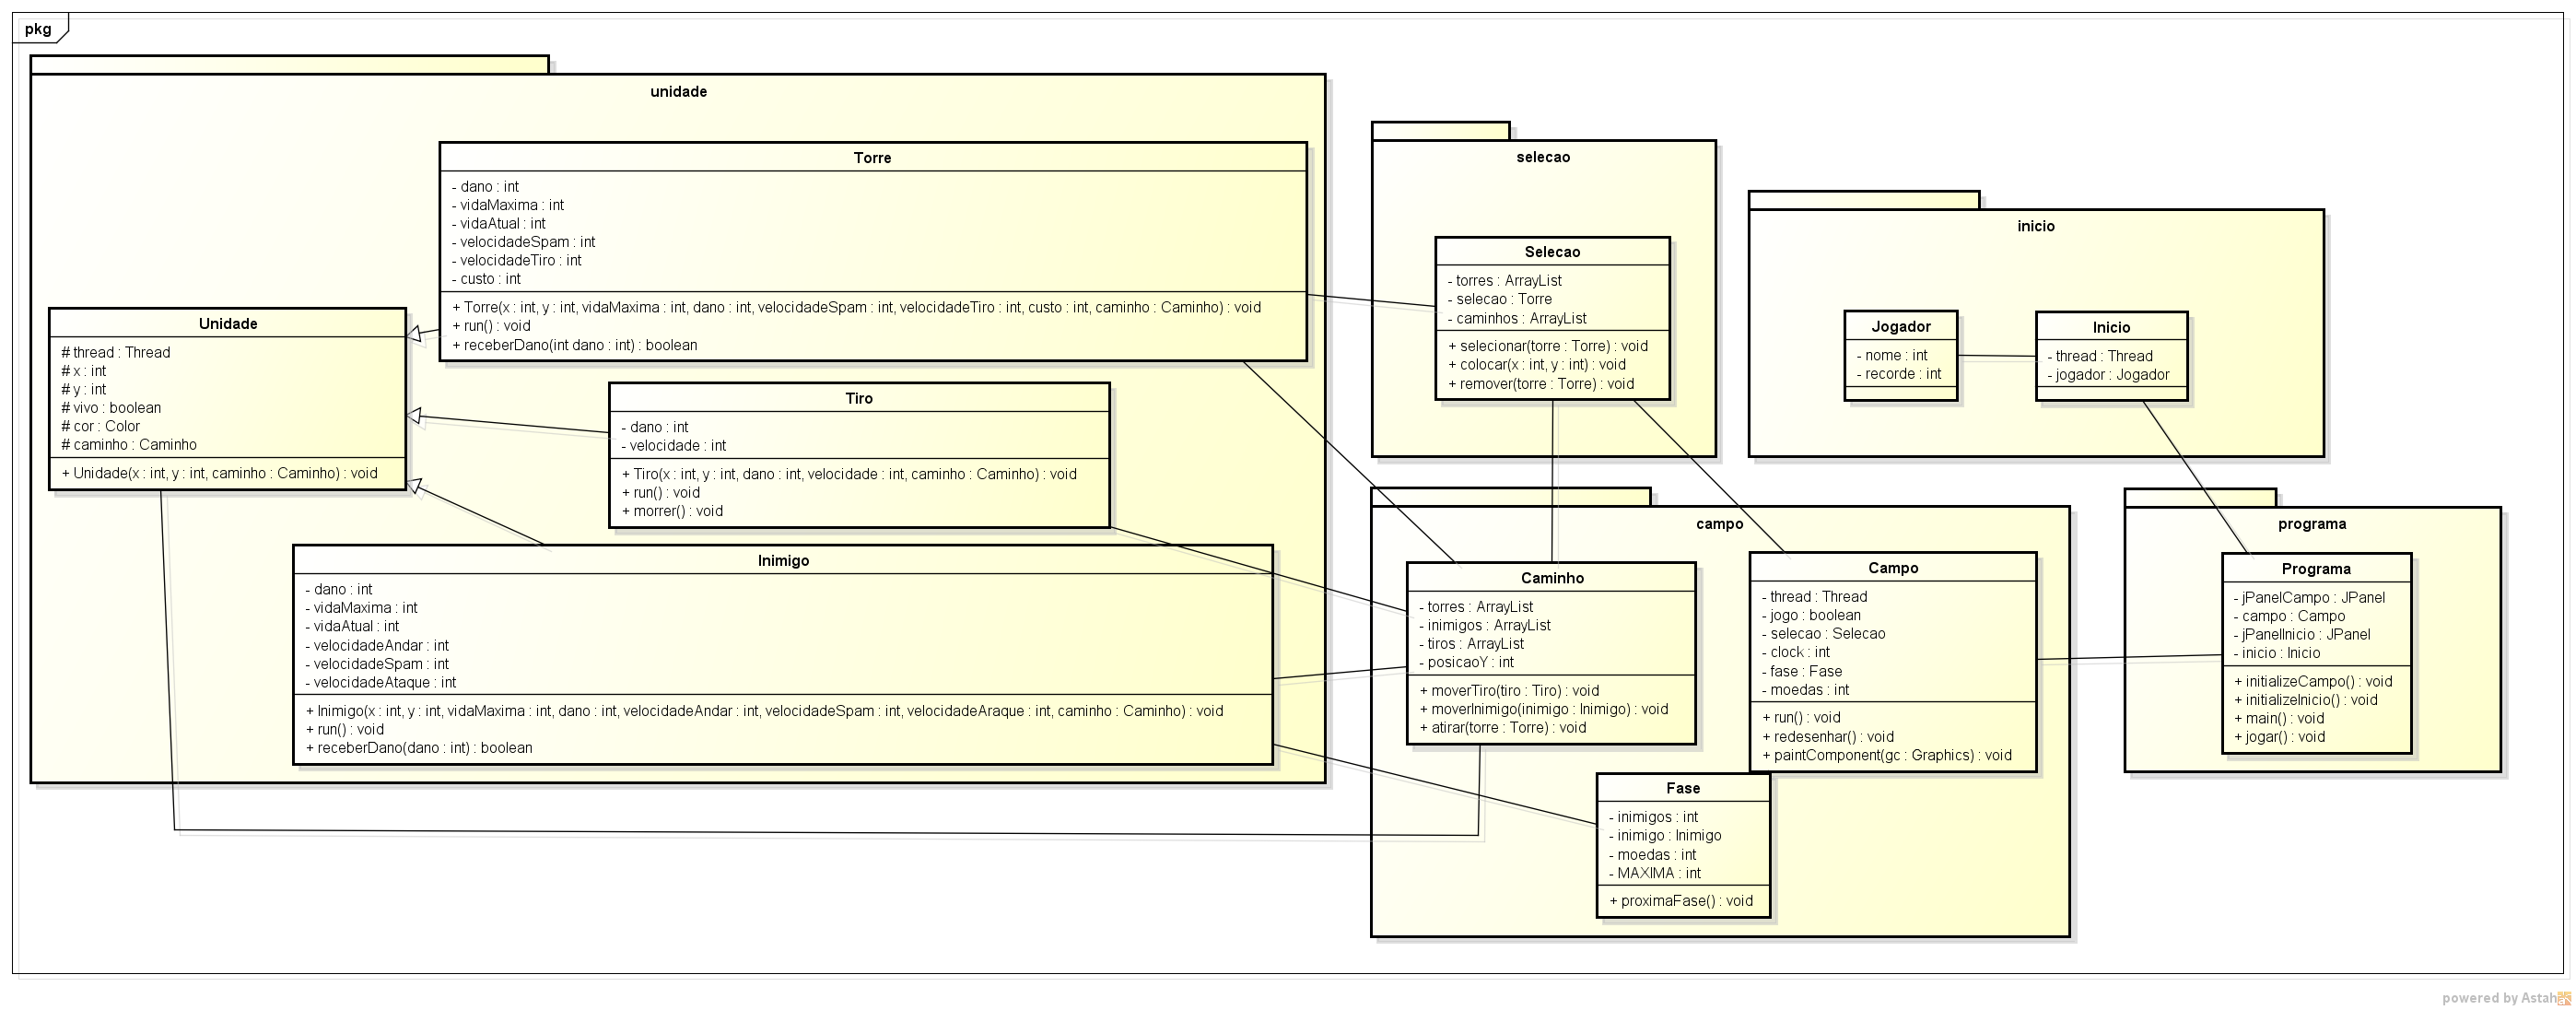 pkg
unidade
Torre
- dano : int
- vidaMaxima : int
- vidaAtual : int
- velocidadeSpam : int
- velocidadeTiro : int
- custo : int
+ Torre(x : int, y : int, vidaMaxima : int, dano : int, velocidadeSpam : int, velocidadeTiro : int, custo : int, caminho : Caminho) : void
+ run() : void
+ receberDano(int dano : int) : boolean
Unidade
# thread : Thread
# x : int
# y : int
# vivo : boolean
# cor : Color
# caminho : Caminho
+ Unidade(x : int, y : int, caminho : Caminho) : void
Tiro
- dano : int
- velocidade : int
+ Tiro(x : int, y : int, dano : int, velocidade : int, caminho : Caminho) : void
+ run() : void
+ morrer() : void
Inimigo
- dano : int
- vidaMaxima : int
- vidaAtual : int
- velocidadeAndar : int
- velocidadeSpam : int
- velocidadeAtaque : int
+ Inimigo(x : int, y : int, vidaMaxima : int, dano : int, velocidadeAndar : int, velocidadeSpam : int, velocidadeAraque : int, caminho : Caminho) : void
+ run() : void
+ receberDano(dano : int) : boolean
selecao
Selecao
- torres : ArrayList
- selecao : Torre
- caminhos : ArrayList
+ selecionar(torre : Torre) : void
+ colocar(x : int, y : int) : void
+ remover(torre : Torre) : void
inicio
Jogador
- nome : int
- recorde : int
Inicio
- thread : Thread
- jogador : Jogador
campo
Caminho
- torres : ArrayList
- inimigos : ArrayList
- tiros : ArrayList
- posicaoY : int
+ moverTiro(tiro : Tiro) : void
+ moverInimigo(inimigo : Inimigo) : void
+ atirar(torre : Torre) : void
Campo
- thread : Thread
- jogo : boolean
- selecao : Selecao
- clock : int
- fase : Fase
- moedas : int
+ run() : void
+ redesenhar() : void
+ paintComponent(gc : Graphics) : void
Fase
- inimigos : int
- inimigo : Inimigo
- moedas : int
- MAXIMA : int
+ proximaFase() : void
programa
Programa
- jPanelCampo : JPanel
- campo : Campo
- jPanelInicio : JPanel
- inicio : Inicio
+ initializeCampo() : void
+ initializeInicio() : void
+ main() : void
+ jogar() : void
powered by Astah